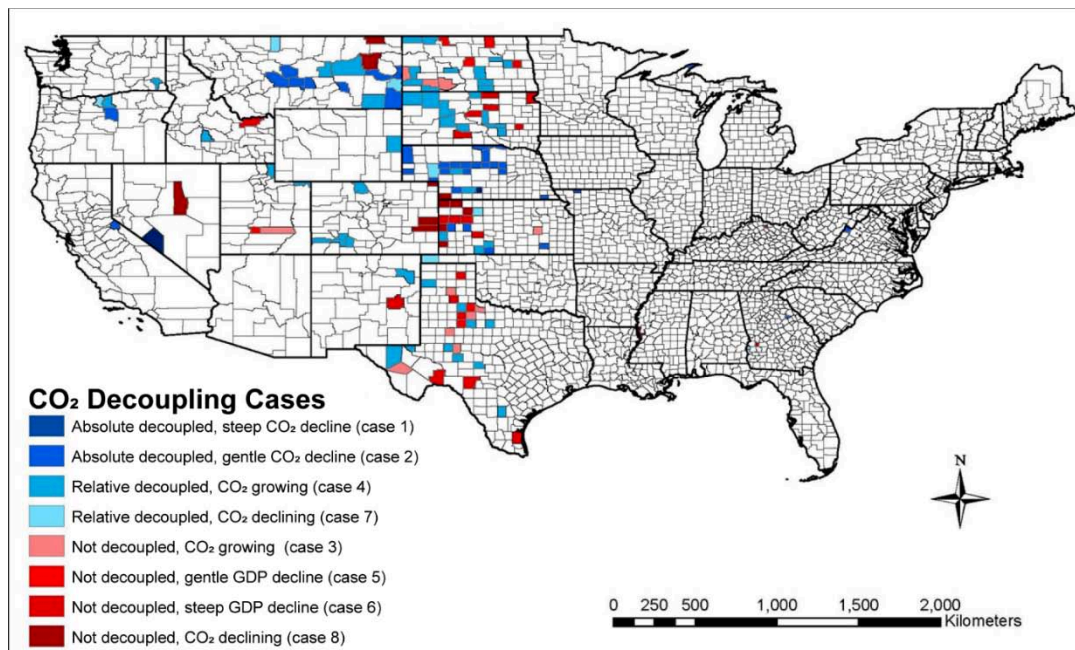 CO₂ Decoupling Cases
Absolute decoupled, steep CO₂ decline (case 1)
Absolute decoupled, gentle CO₂ decline (case 2)
Relative decoupled, CO₂ growing (case 4)
Relative decoupled, CO₂ declining (case 7)
Not decoupled, CO₂ growing (case 3)
Not decoupled, gentle GDP decline (case 5)
Not decoupled, steep GDP decline (case 6)
Not decoupled, CO₂ declining (case 8)
N
0 250 500 1,000 1,500 2,000
Kilometers